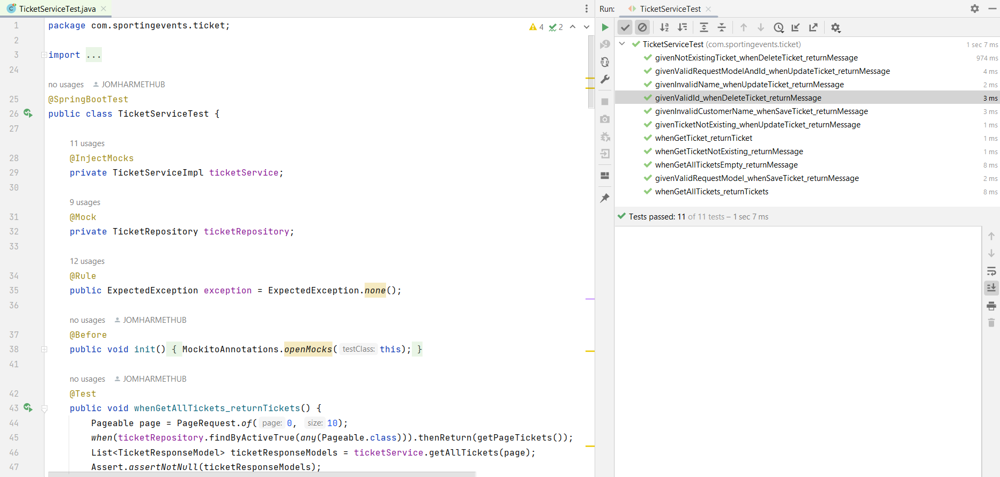 TicketServiceTest.java
1 package com.sportingevents.ticket;
4 2
2
3 import ...
24
no usages JOMHARMETHUB
25 @SpringBootTest
26 public class TicketServiceTest {
27
11 usages
28 @InjectMocks
29 private TicketServiceImpl ticketService;
30
9 usages
31 @Mock
32 private TicketRepository ticketRepository;
33
12 usages
34 @Rule
35 public ExpectedException exception = ExpectedException.none();
36
no usages JOMHARMETHUB
37 @Before
38 public void init() { MockitoAnnotations.openMocks( testClass: this); }
41
no usages JOMHARMETHUB
42 @Test
43 public void whenGetAllTickets_returnTickets() {
44 Pageable page = PageRequest.of( page: 0, size: 10);
45 when(ticketRepository.findByActiveTrue(any(Pageable.class))).thenReturn(getPageTickets());
46 List<TicketResponseModel> ticketResponseModels = ticketService.getAllTickets(page);
47 Assert.assertNotNull(ticketResponseModels);
Run: TicketServiceTest
TicketServiceTest (com.sportingevents.ticket) 1 sec 7 ms
givenNotExistingTicket_whenDeleteTicket_returnMessage 974 ms
givenValidRequestModelAndId_whenUpdateTicket_returnMessage 4 ms
givenInvalidName_whenUpdateTicket_returnMessage 2 ms
givenValidId_whenDeleteTicket_returnMessage 3 ms
givenInvalidCustomerName_whenSaveTicket_returnMessage 3 ms
givenTicketNotExisting_whenUpdateTicket_returnMessage 1 ms
whenGetTicket_returnTicket 1 ms
whenGetTicketNotExisting_returnMessage 1 ms
whenGetAllTicketsEmpty_returnMessage 8 ms
givenValidRequestModel_whenSaveTicket_returnMessage 2 ms
whenGetAllTickets_returnTickets 8 ms
Tests passed: 11 of 11 tests – 1 sec 7 ms